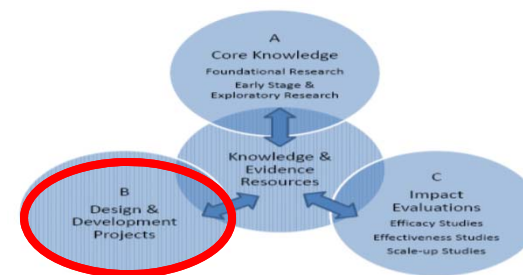 A
Core Knowledge
Foundational Research
Early Stage &
Exploratory Research
Knowledge &
Evidence
Resources
B
Design &
Development
Projects
C
Impact
Evaluations
Efficacy Studies
Effectiveness Studies
Scale-up Studies